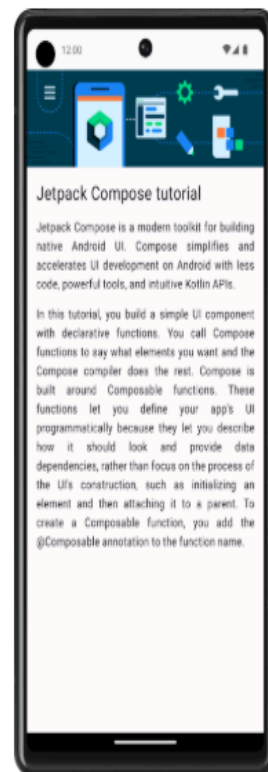 12:00
Jetpack Compose tutorial
Jetpack Compose is a modern toolkit for building
native Android UI. Compose simplifies and
accelerates UI development on Android with less
code, powerful tools, and intuitive Kotlin APIs.
In this tutorial, you build a simple UI component
with declarative functions. You call Compose
functions to say what elements you want and the
Compose compiler does the rest. Compose is
built around Composable functions. These
functions let you define your app's UI
programmatically because they let you describe
how it should look and provide data
dependencies, rather than focus on the process of
the UI's construction, such as initializing an
element and then attaching it to a parent. To
create a Composable function, you add the
@Composable annotation to the function name.